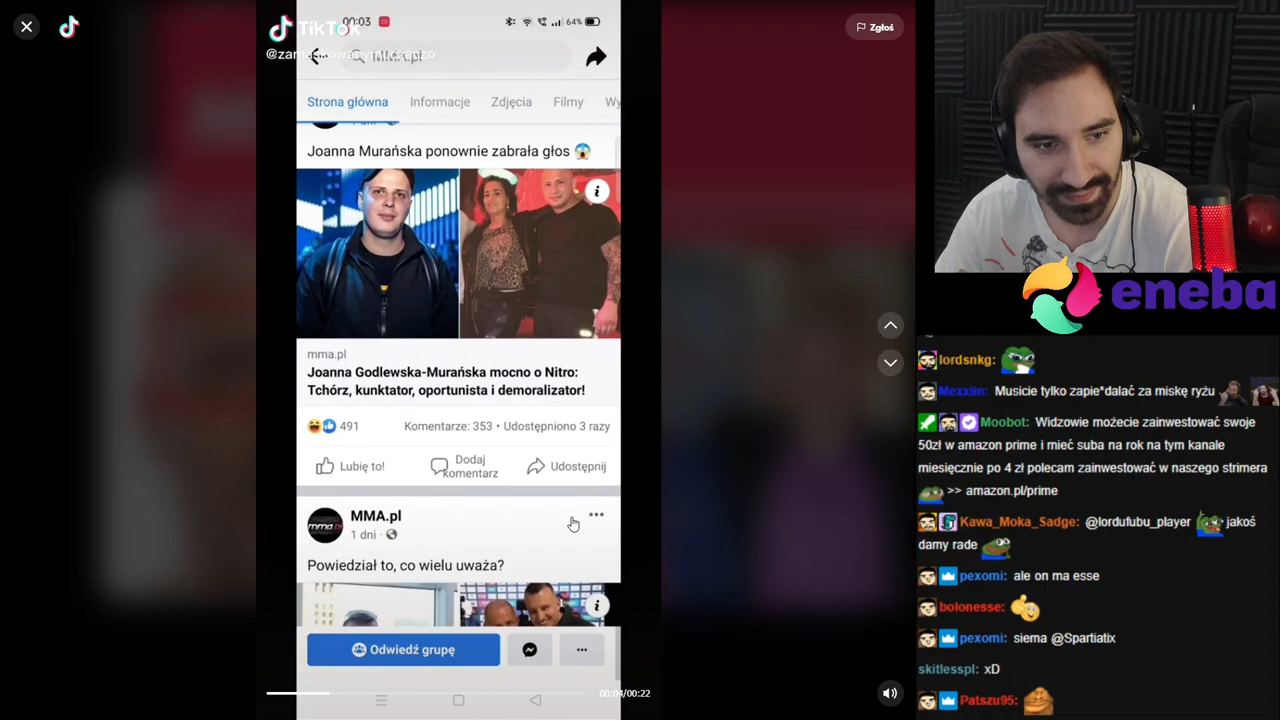 00:03
64%
TikTok
MMA.pl
Zgłoś
Strona główna
Informacje
Zdjęcia
Filmy
Joanna Murańska ponownie zabrała głos
mma.pl
Joanna Godlewska-Murańska mocno o Nitro:
Tchórz, kunktator, oportunista i demoralizator!
491
Komentarze: 353 • Udostępniono 3 razy
Lubię to!
Dodaj
komentarz
Udostępnij
MMA.pl
1 dni
Powiedział to, co wielu uważa?
Odwiedź grupę
00:04/00:22
eneba
lordsnkg:
Mexxiin: Musicie tylko zapie*dalać za miskę ryżu
Moobot: Widzowie możecie zainwestować swoje
50zł w amazon prime i mieć suba na rok na tym kanale
miesięcznie po 4 zł polecam zainwestować w naszego strimera
>> amazon.pl/prime
Kawa_Moka_Sadge: @lordufubu_player jakoś
damy rade
pexomi: ale on ma esse
bolonesse:
pexomi: siema @Spartiatix
skitlesspl: xD
Patszu95: